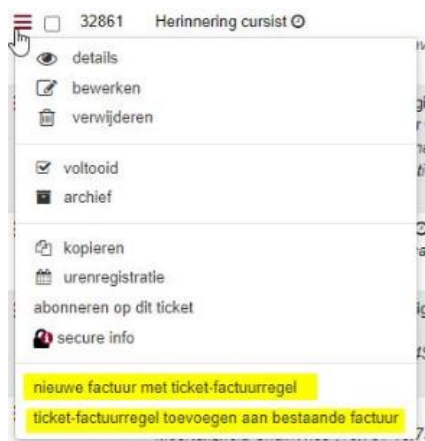 32861 Herinnering cursist
details
bewerken
verwijderen
voltooid
archief
kopieren
urenregistratie
abonneren op dit ticket
secure info
nieuwe factuur met ticket-factuurregel
ticket-factuurregel toevoegen aan bestaande factuur